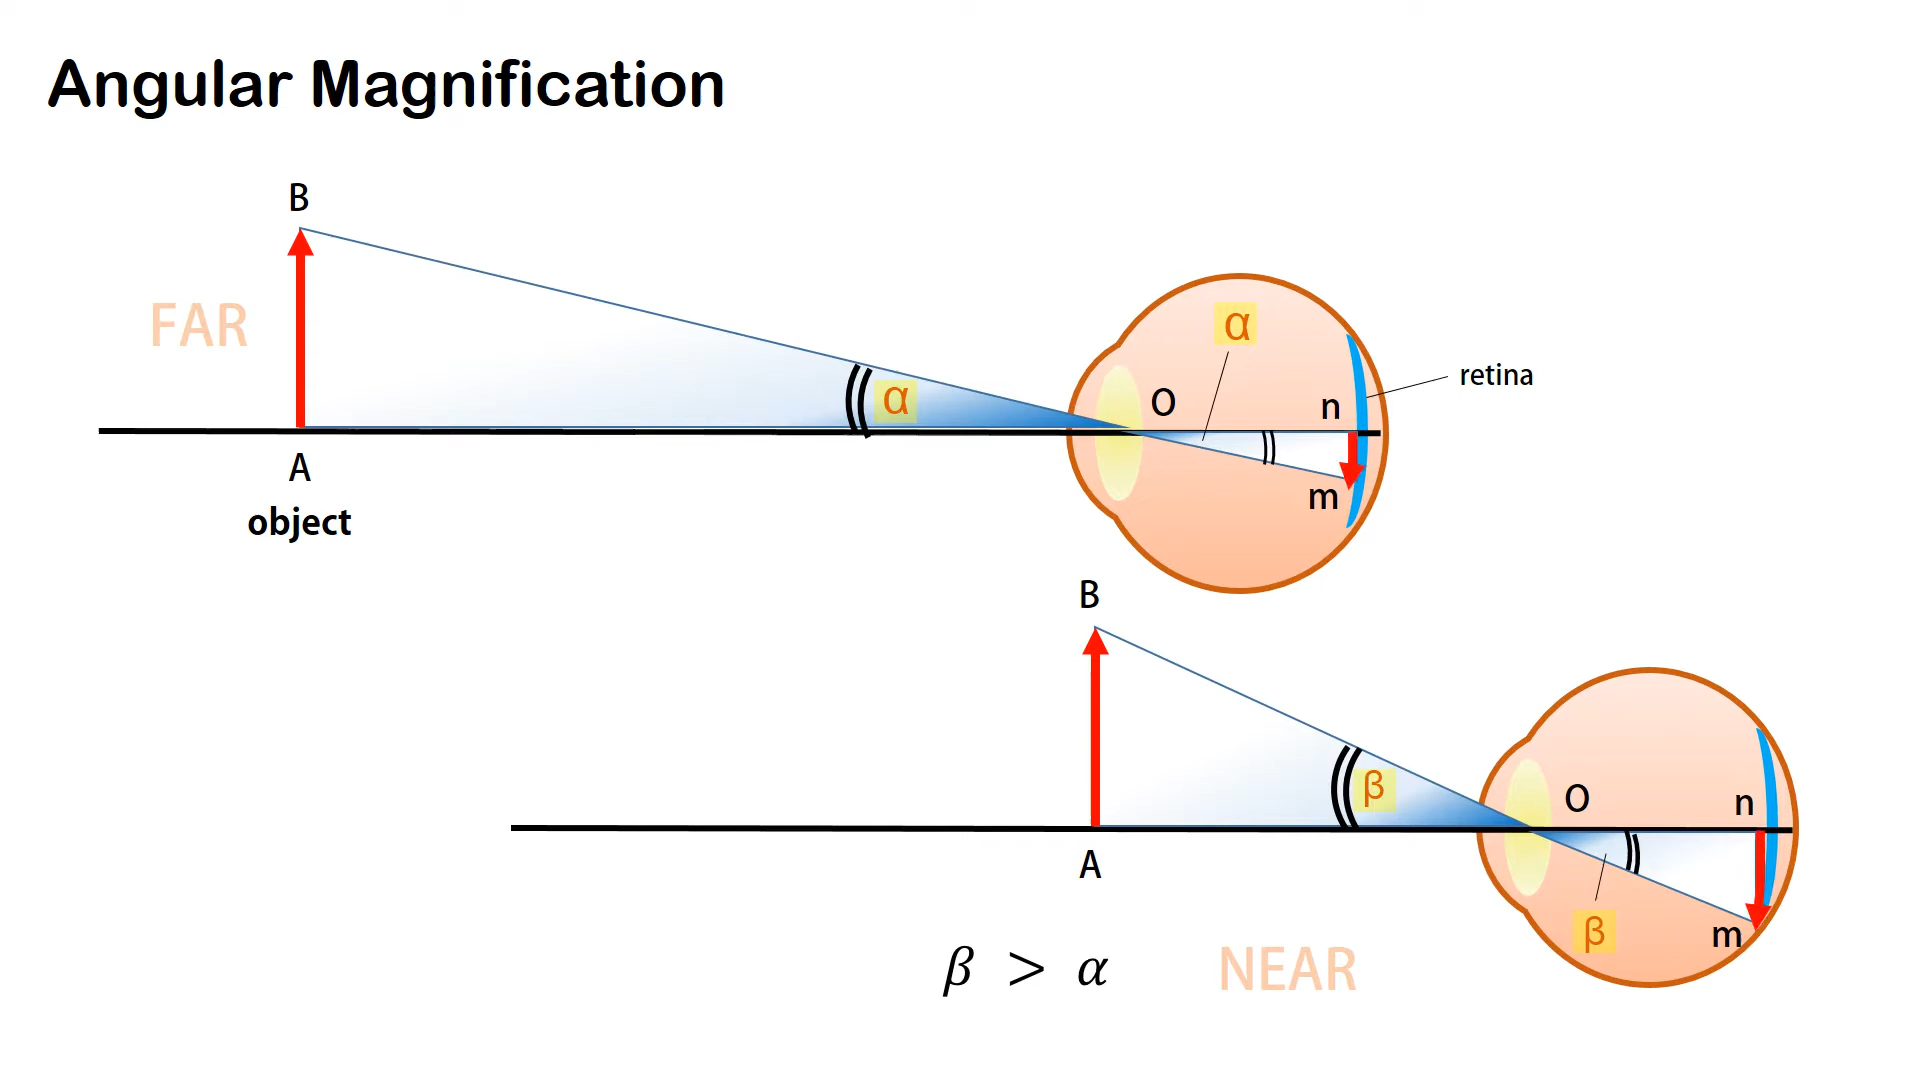 Angular Magnification
B
FAR
α
α
O
n
retina
A
m
object
B
β
O
n
A
β
m
β > α
NEAR